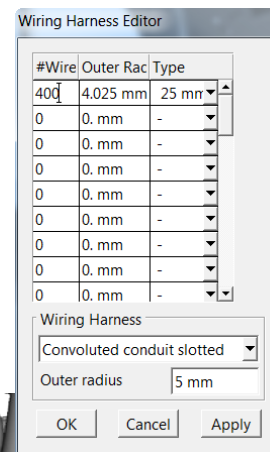 Wiring Harness Editor
#Wire Outer Rac Type
400 4.025 mm 25 mm
0 0. mm -
0 0. mm -
0 0. mm -
0 0. mm -
0 0. mm -
0 0. mm -
0 0. mm -
0 0. mm -
Wiring Harness
Convoluted conduit slotted
Outer radius 5 mm
OK Cancel Apply